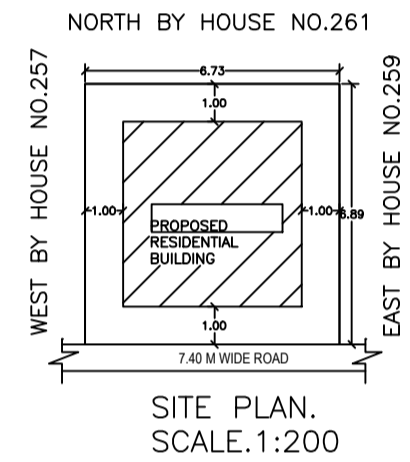 NORTH BY HOUSE NO.261
6.73
1.00
WEST BY HOUSE NO.257
1.00
1.00
6.89
EAST BY HOUSE NO.259
PROPOSED
RESIDENTIAL
BUILDING
1.00
7.40 M WIDE ROAD
SITE PLAN.
SCALE.1:200